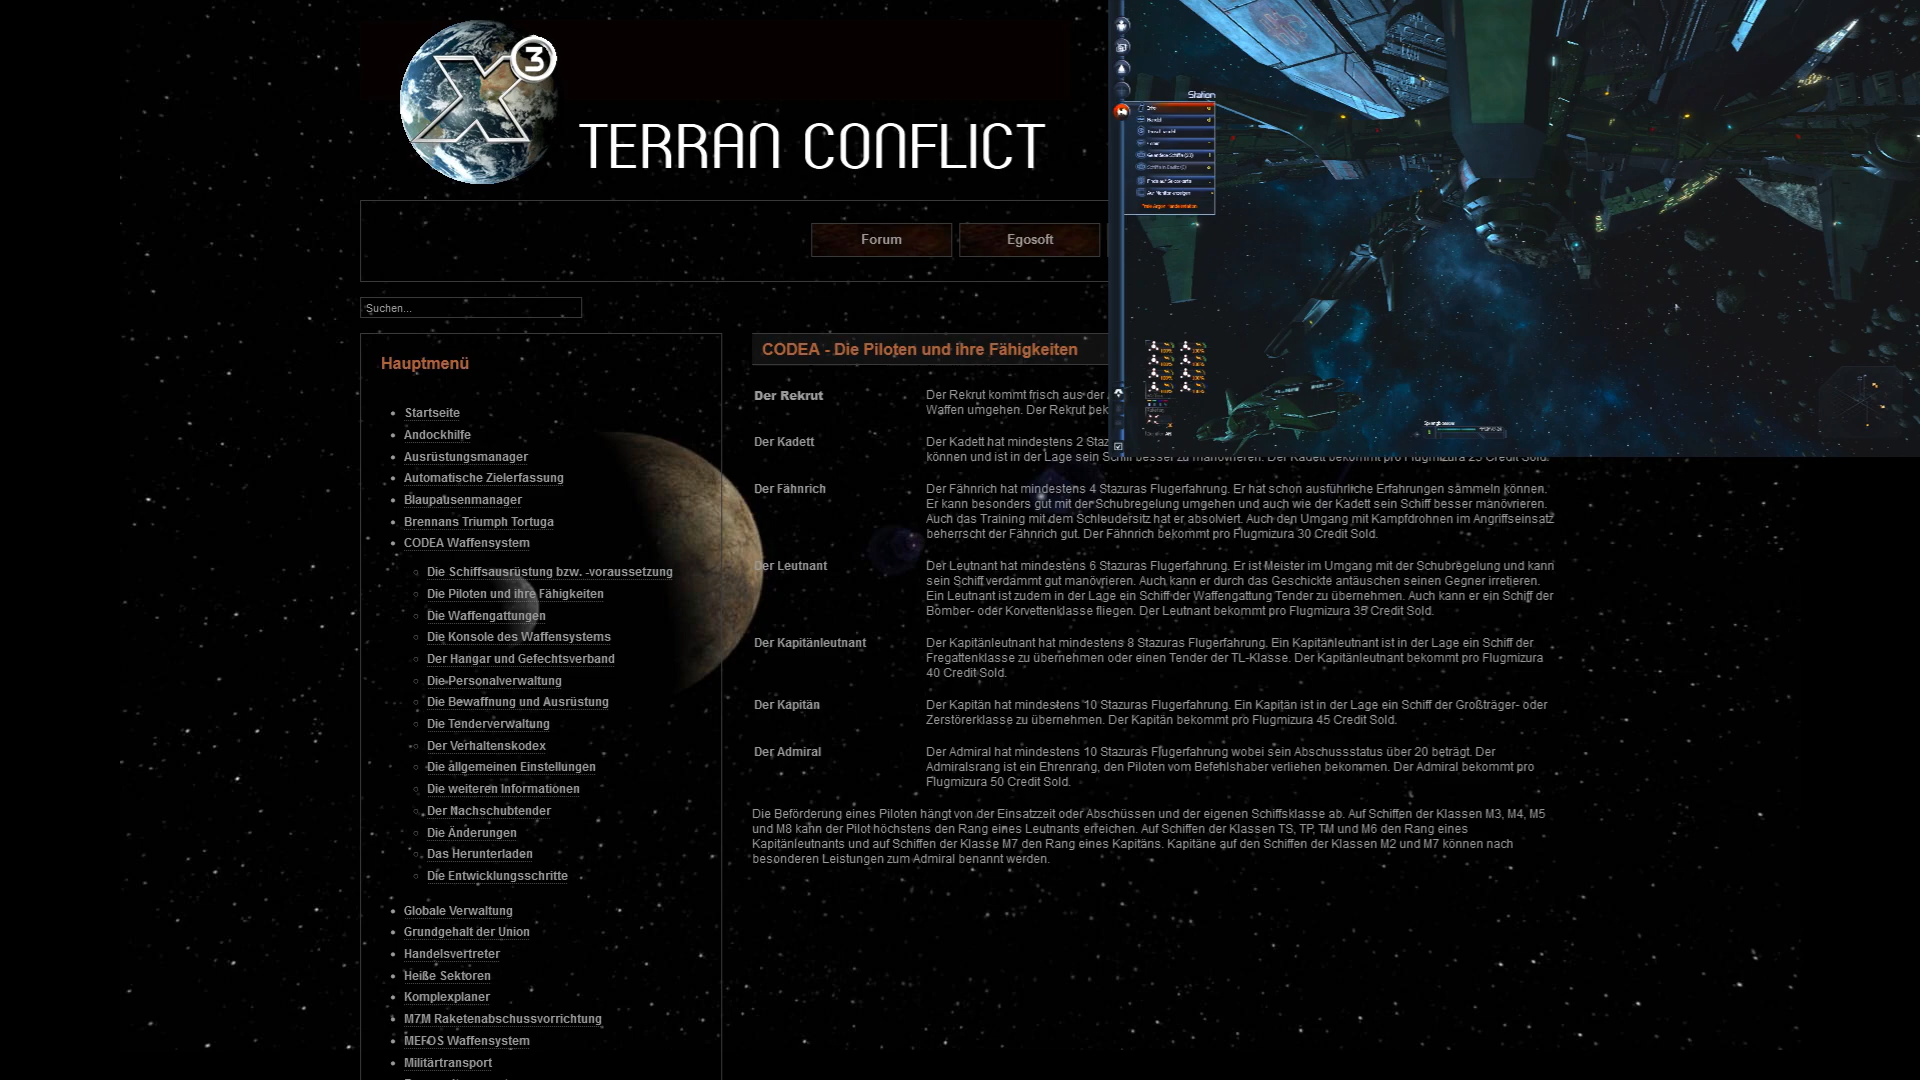 X3
TERRAN CONFLICT
Forum
Egosoft
Suchen...
Hauptmenü
Startseite
Andockhilfe
Ausrüstungsmanager
Automatische Zielerfassung
Blaupausenmanager
Brennans Triumph Tortuga
CODEA Waffensystem
Die Schiffsausrüstung bzw. -voraussetzung
Die Piloten und ihre Fähigkeiten
Die Waffengattungen
Die Konsole des Waffensystems
Der Hangar und Gefechtsverband
Die Personalverwaltung
Die Bewaffnung und Ausrüstung
Die Tenderverwaltung
Der Verhaltenskodex
Die allgemeinen Einstellungen
Die weiteren Informationen
Der Nachschubtender
Die Änderungen
Das Herunterladen
Die Entwicklungsschritte
Globale Verwaltung
Grundgehalt der Union
Handelsvertreter
Heiße Sektoren
Komplexplaner
M7M Raketenabschussvorrichtung
MEFOS Waffensystem
Militärtransport
CODEA - Die Piloten und ihre Fähigkeiten
Der Rekrut
Der Rekrut kommt frisch aus der
Waffen umgehen. Der Rekrut bek
Der Kadett
Der Kadett hat mindestens 2 Staz
können und ist in der Lage sein Schiff besser zu manövrieren. Der Kadett bekommt pro Flugmizura 25 Credit Sold.
Der Fähnrich
Der Fähnrich hat mindestens 4 Stazuras Flugerfahrung. Er hat schon ausführliche Erfahrungen sammeln können.
Er kann besonders gut mit der Schubregelung umgehen und auch wie der Kadett sein Schiff besser manövrieren.
Auch das Training mit dem Schleudersitz hat er absolviert. Auch den Umgang mit Kampfdrohnen im Angriffseinsatz
beherrscht der Fähnrich gut. Der Fähnrich bekommt pro Flugmizura 30 Credit Sold.
Der Leutnant
Der Leutnant hat mindestens 6 Stazuras Flugerfahrung. Er ist Meister im Umgang mit der Schubregelung und kann
sein Schiff verdammt gut manövrieren. Auch kann er durch das Geschickte antäuschen seinen Gegner irretieren.
Ein Leutnant ist zudem in der Lage ein Schiff der Waffengattung Tender zu übernehmen. Auch kann er ein Schiff der
Bomber- oder Korvettenklasse fliegen. Der Leutnant bekommt pro Flugmizura 35 Credit Sold.
Der Kapitänleutnant
Der Kapitänleutnant hat mindestens 8 Stazuras Flugerfahrung. Ein Kapitänleutnant ist in der Lage ein Schiff der
Fregattenklasse zu übernehmen oder einen Tender der TL-Klasse. Der Kapitänleutnant bekommt pro Flugmizura
40 Credit Sold.
Der Kapitän
Der Kapitän hat mindestens 10 Stazuras Flugerfahrung. Ein Kapitän ist in der Lage ein Schiff der Großträger- oder
Zerstörerklasse zu übernehmen. Der Kapitän bekommt pro Flugmizura 45 Credit Sold.
Der Admiral
Der Admiral hat mindestens 10 Stazuras Flugerfahrung wobei sein Abschussstatus über 20 beträgt. Der
Admiralsrang ist ein Ehrenrang, den Piloten vom Befehlshaber verliehen bekommen. Der Admiral bekommt pro
Flugmizura 50 Credit Sold.
Die Beförderung eines Piloten hängt von der Einsatzzeit oder Abschüssen und der eigenen Schiffsklasse ab. Auf Schiffen der Klassen M3, M4, M5
und M8 kann der Pilot höchstens den Rang eines Leutnants erreichen. Auf Schiffen der Klassen TS, TP, TM und M6 den Rang eines
Kapitänleutnants und auf Schiffen der Klasse M7 den Rang eines Kapitäns. Kapitäne auf den Schiffen der Klassen M2 und M7 können nach
besonderen Leistungen zum Admiral benannt werden.
Station
Info
Handel